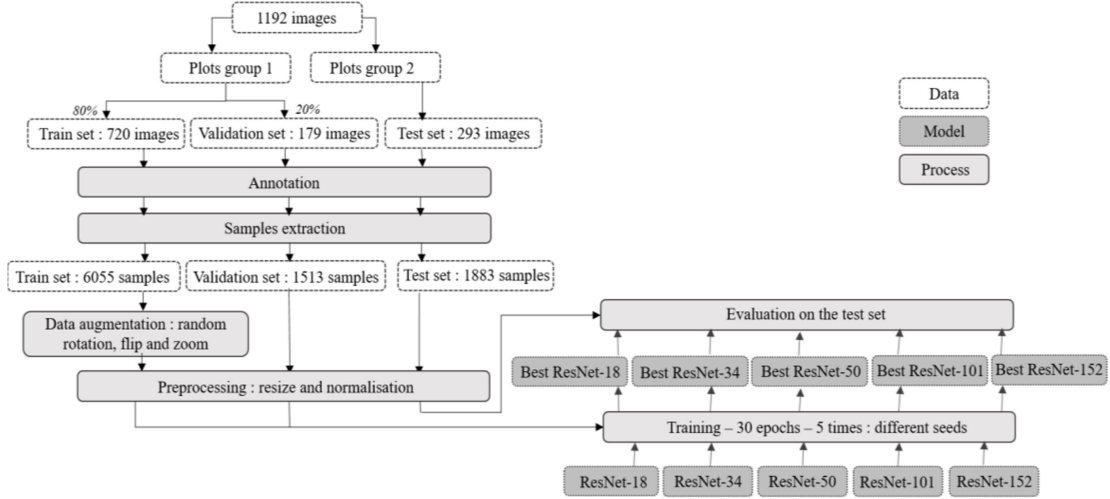 1192 images
Plots group 1
Plots group 2
80%
20%
Train set : 720 images
Validation set : 179 images
Test set : 293 images
Annotation
Samples extraction
Train set : 6055 samples
Validation set : 1513 samples
Test set : 1883 samples
Data augmentation : random
rotation, flip and zoom
Preprocessing : resize and normalisation
Data
Model
Process
Evaluation on the test set
Best ResNet-18
Best ResNet-34
Best ResNet-50
Best ResNet-101
Best ResNet-152
Training – 30 epochs – 5 times : different seeds
ResNet-18
ResNet-34
ResNet-50
ResNet-101
ResNet-152